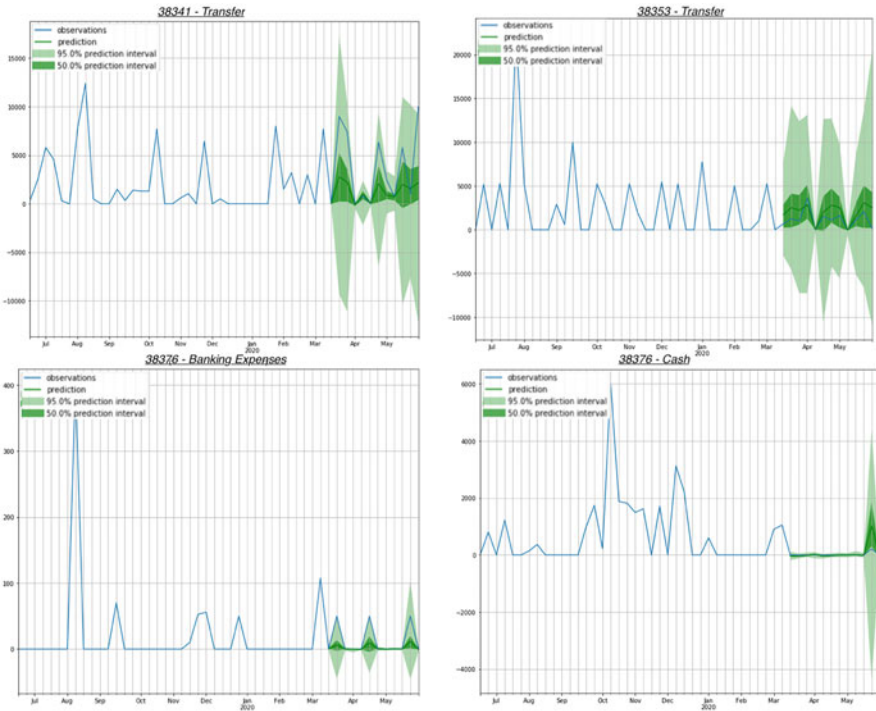 38341 - Transfer
observations
prediction
95.0% prediction interval
50.0% prediction interval
15000
10000
5000
0
−5000
−10000
Jul Aug Sep Oct Nov Dec Jan Feb Mar Apr May
2020
38353 - Transfer
observations
prediction
95.0% prediction interval
50.0% prediction interval
20000
15000
10000
5000
0
−5000
−10000
Jul Aug Sep Oct Nov Dec Jan Feb Mar Apr May
2020
38376 - Banking Expenses
observations
prediction
95.0% prediction interval
50.0% prediction interval
400
300
200
100
0
Jul Aug Sep Oct Nov Dec Jan Feb Mar Apr May
2020
38376 - Cash
observations
prediction
95.0% prediction interval
50.0% prediction interval
6000
4000
2000
0
−2000
−4000
Jul Aug Sep Oct Nov Dec Jan Feb Mar Apr May
2020